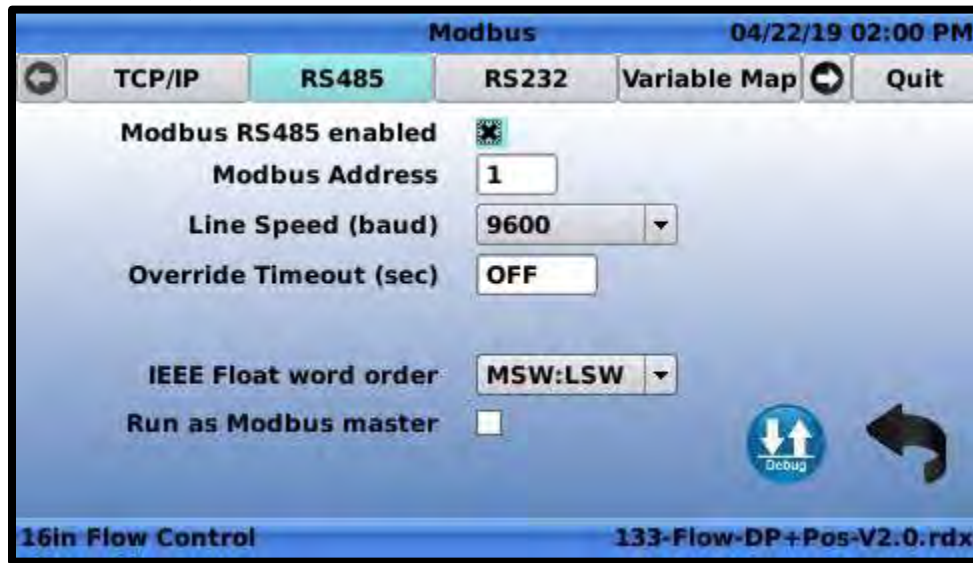 Modbus 04/22/19 02:00 PM
TCP/IP RS485 RS232 Variable Map Quit
Modbus RS485 enabled
Modbus Address 1
Line Speed (baud) 9600
Override Timeout (sec) OFF
IEEE Float word order MSW:LSW
Run as Modbus master
Debug
16in Flow Control 133-Flow-DP+Pos-V2.0.rdx